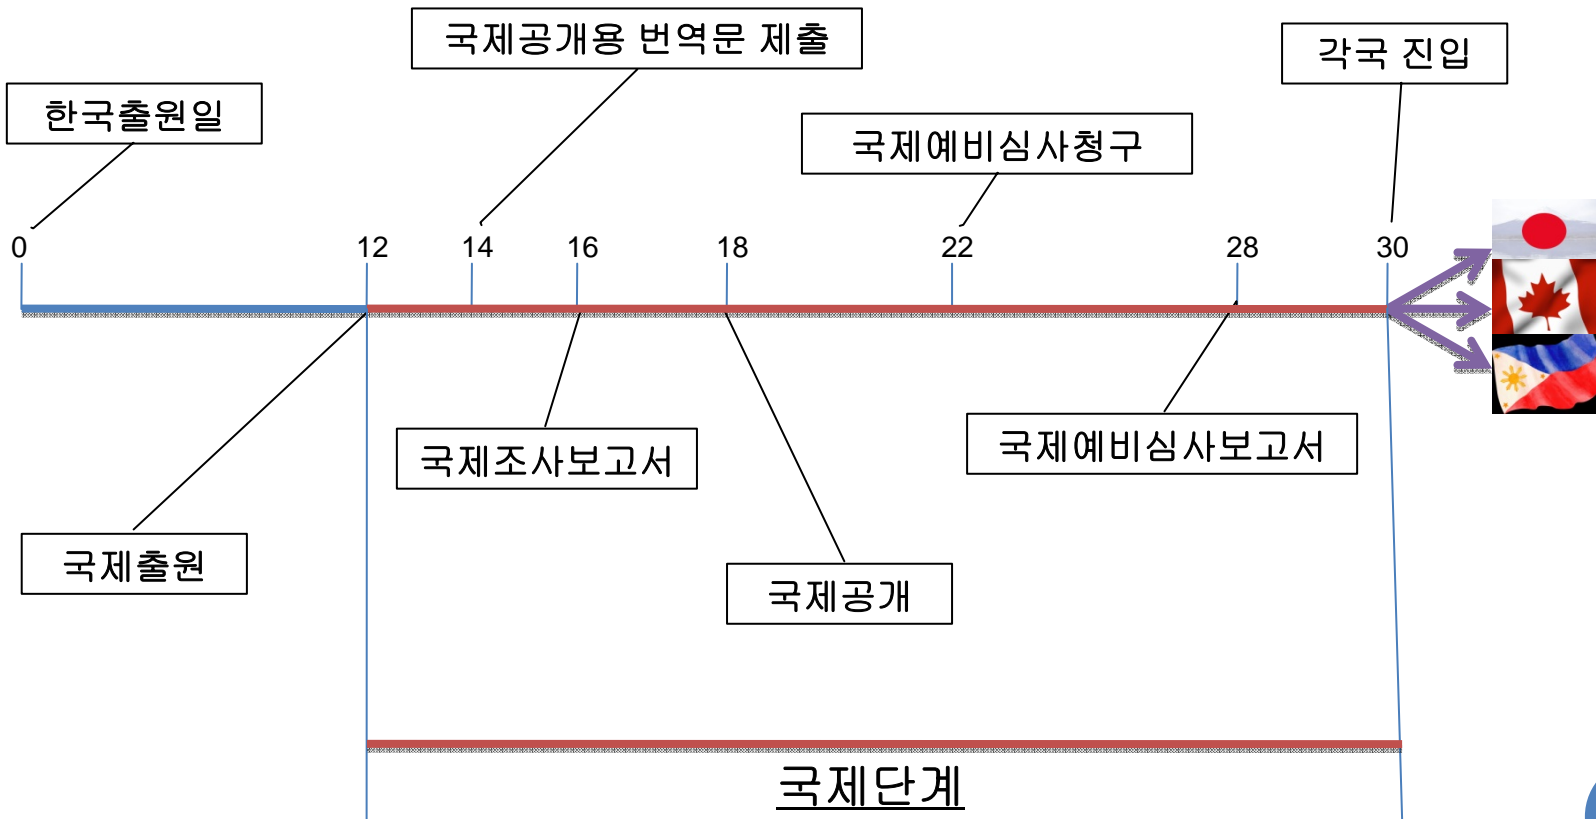 국제공개용 번역문 제출
각국 진입
한국출원일
국제예비심사청구
0 12 14 16 18 22 28 30
국제조사보고서
국제예비심사보고서
국제출원
국제공개
국제단계